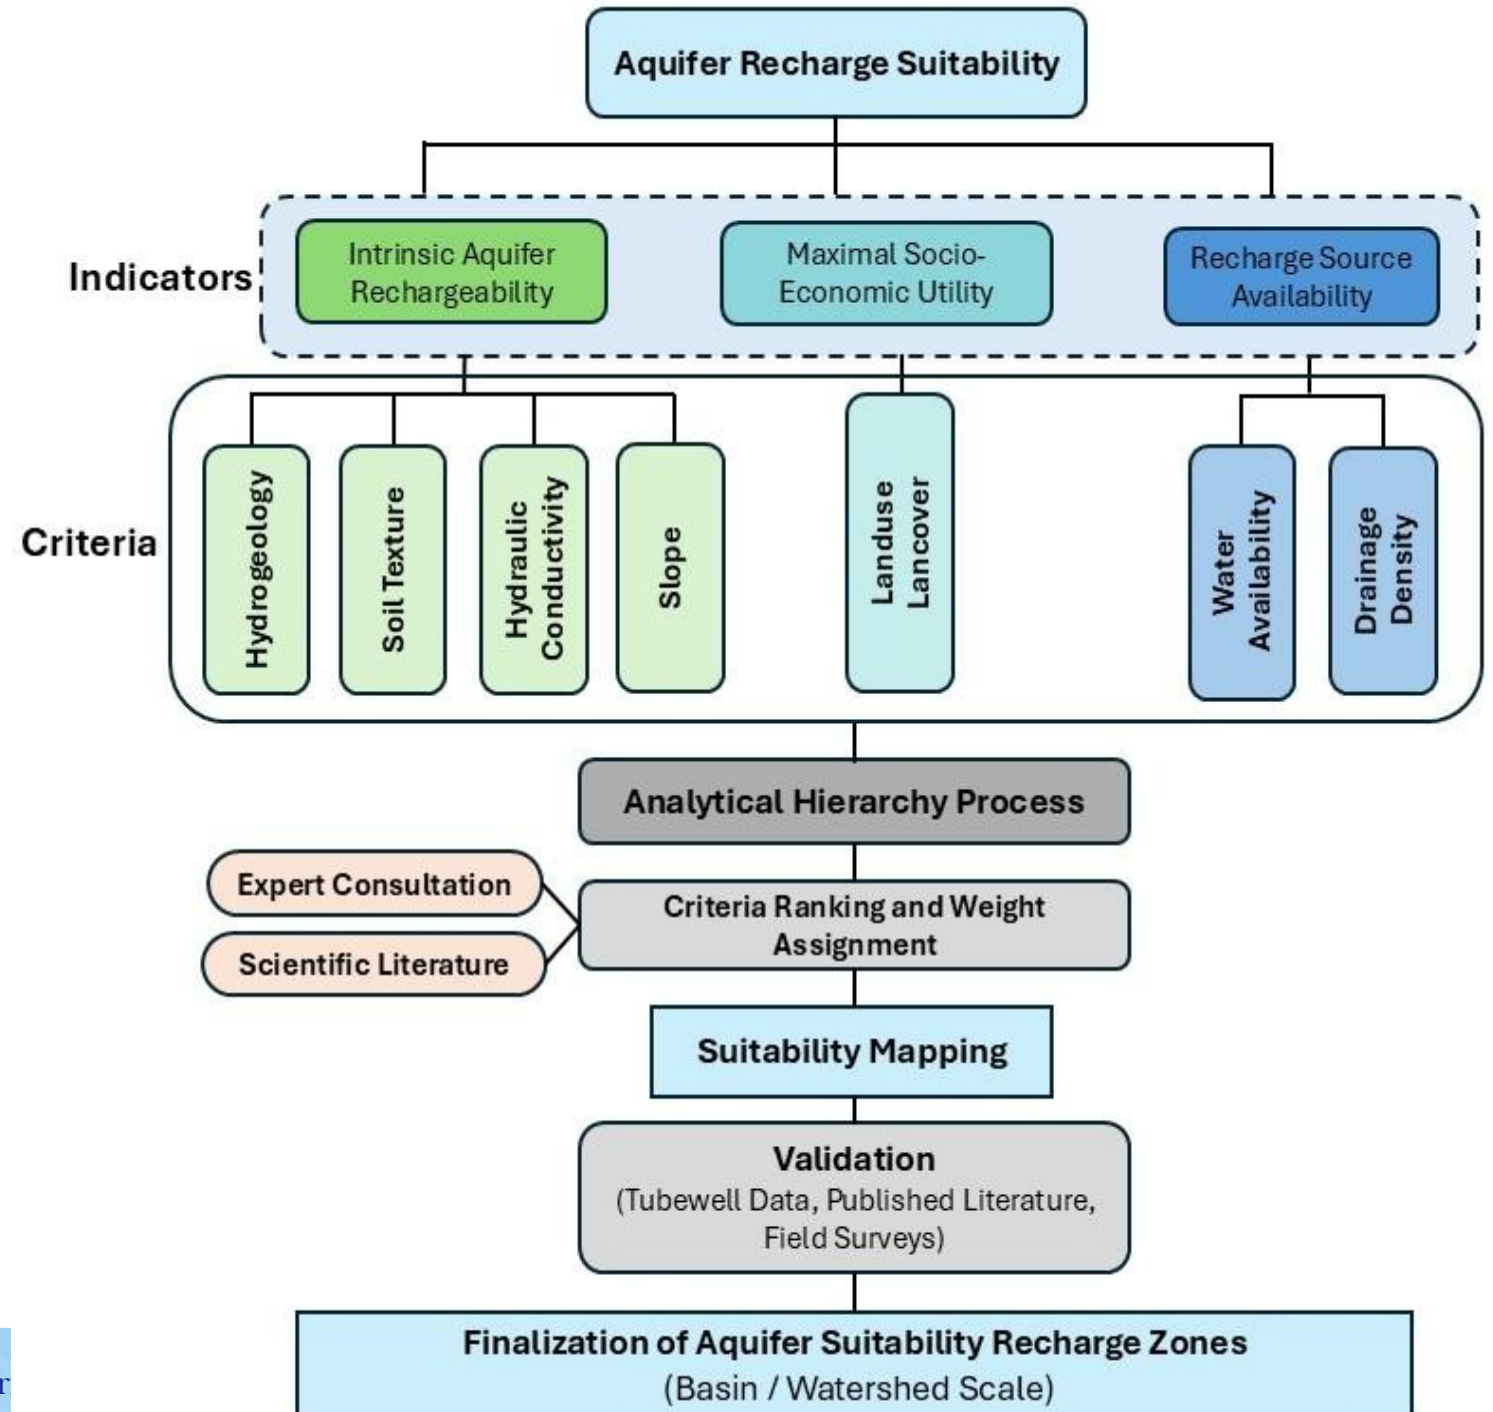 Aquifer Recharge Suitability
Indicators
Intrinsic Aquifer
Rechargeability
Maximal Socio-
Economic Utility
Recharge Source
Availability
Criteria
Hydrogeology
Soil Texture
Hydraulic
Conductivity
Slope
Landuse
Lancover
Water
Availability
Drainage
Density
Analytical Hierarchy Process
Expert Consultation
Scientific Literature
Criteria Ranking and Weight
Assignment
Suitability Mapping
Validation
(Tubewell Data, Published Literature,
Field Surveys)
Finalization of Aquifer Suitability Recharge Zones
(Basin / Watershed Scale)